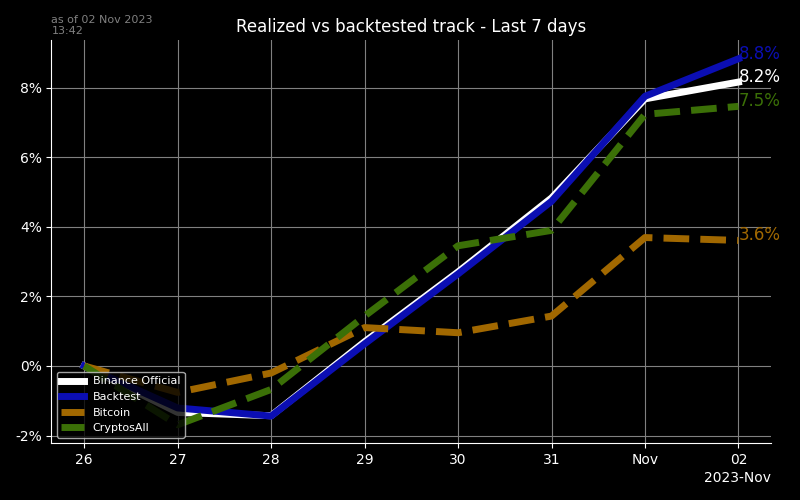 as of 02 Nov 2023
13:42
Realized vs backtested track - Last 7 days
8.8%
8.2%
7.5%
3.6%
8%
6%
4%
2%
0%
-2%
Binance Official
Backtest
Bitcoin
CryptosAll
26 27 28 29 30 31 Nov 02
2023-Nov